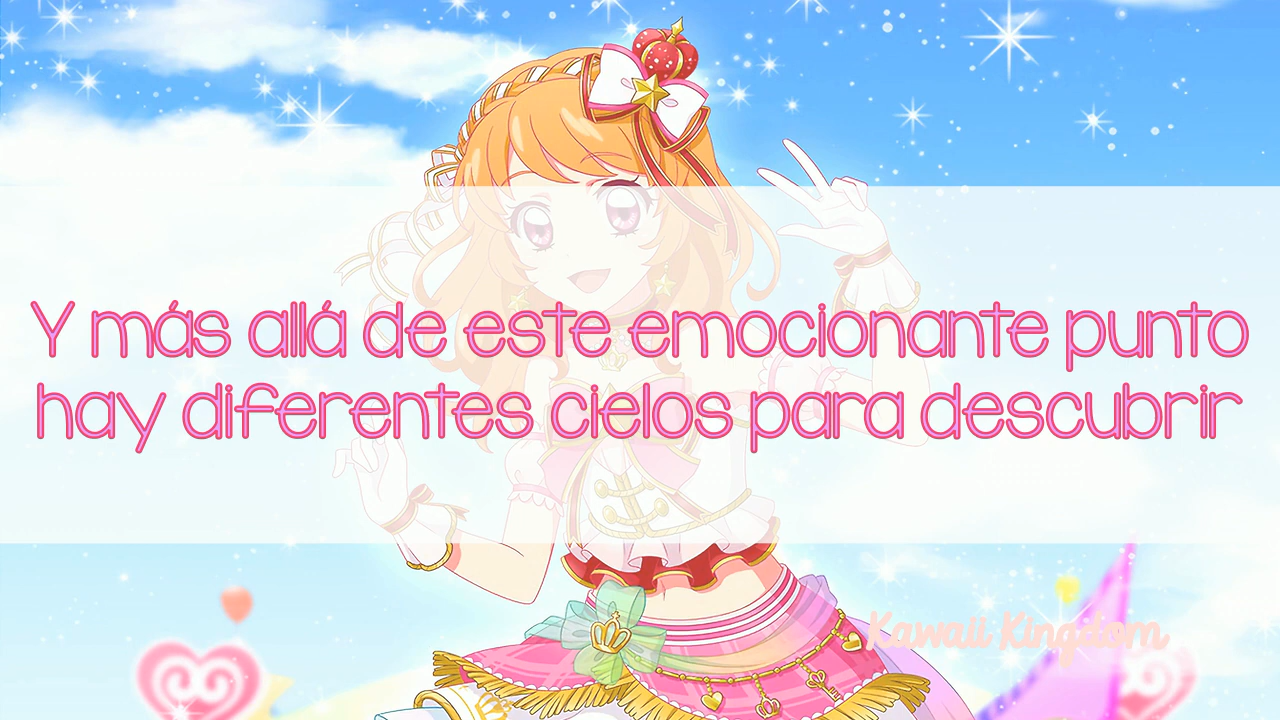 Y más allá de este emocionante punto
hay diferentes cielos para descubrir
Kawaii Kingdom